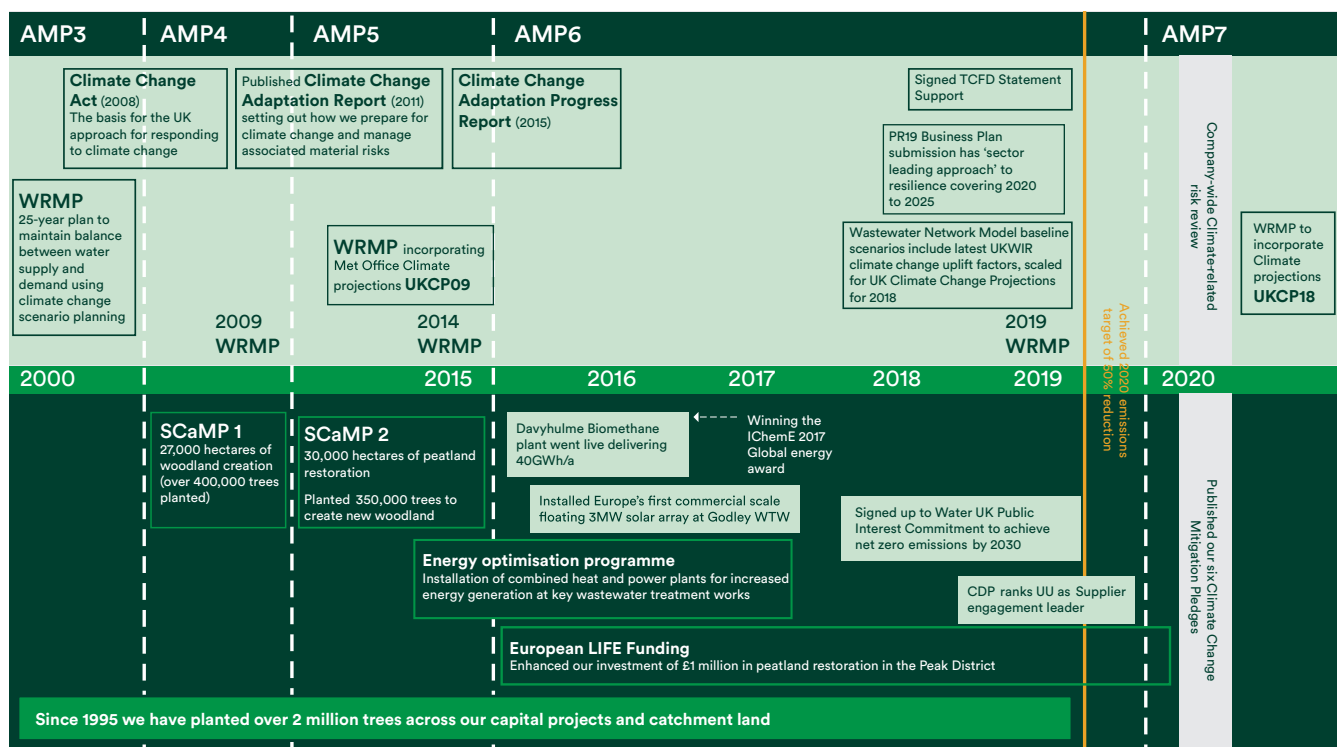 AMP3
AMP4
AMP5
AMP6
AMP7
Climate Change
Act (2008)
The basis for the UK
approach for responding
to climate change
Published Climate Change
Adaptation Report (2011)
setting out how we prepare for
climate change and manage
associated material risks
Climate Change
Adaptation Progress
Report (2015)
Signed TCFD Statement
Support
PR19 Business Plan
submission has ‘sector
leading approach’ to
resilience covering 2020
to 2025
WRMP
25-year plan to
maintain balance
between water
supply and
demand using
climate change
scenario planning
WRMP incorporating
Met Office Climate
projections UKCP09
Wastewater Network Model baseline
scenarios include latest UKWIR
climate change uplift factors, scaled
for UK Climate Change Projections
for 2018
Company-wide Climate-related
risk review
WRMP to
incorporate
Climate
projections
UKCP18
2009
WRMP
2014
WRMP
2019
WRMP
Achieved 2020 emissions
target of 50% reduction
2000
2015
2016
2017
2018
2019
2020
SCaMP 1
27,000 hectares of
woodland creation
(over 400,000 trees
planted)
SCaMP 2
30,000 hectares of peatland
restoration
Planted 350,000 trees to
create new woodland
Davyhulme Biomethane
plant went live delivering
40GWh/a
Winning the
IChemE 2017
Global energy
award
Installed Europe’s first commercial scale
floating 3MW solar array at Godley WTW
Signed up to Water UK Public
Interest Commitment to achieve
net zero emissions by 2030
Energy optimisation programme
Installation of combined heat and power plants for increased
energy generation at key wastewater treatment works
CDP ranks UU as Supplier
engagement leader
Published our six Climate Change
Mitigation Pledges
European LIFE Funding
Enhanced our investment of £1 million in peatland restoration in the Peak District
Since 1995 we have planted over 2 million trees across our capital projects and catchment land